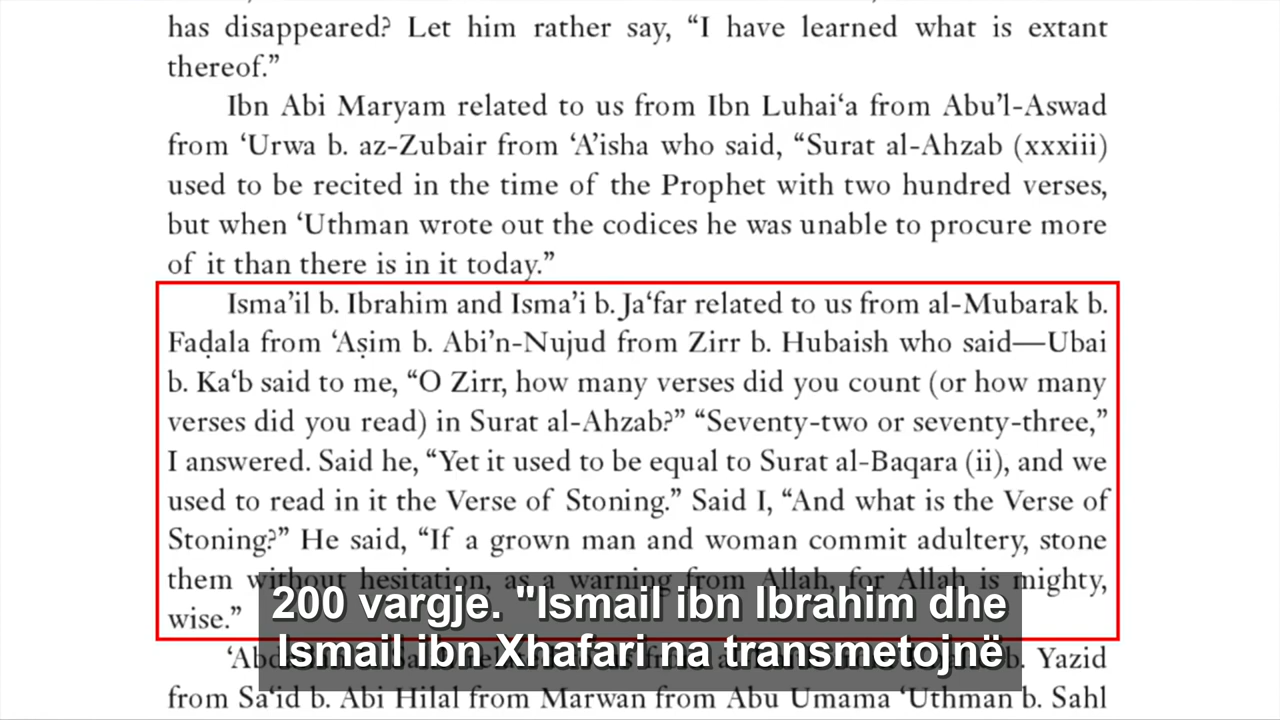 has disappeared? Let him rather say, “I have learned what is extant
thereof.”
Ibn Abi Maryam related to us from Ibn Luhai‘a from Abu’l-Aswad
from ‘Urwa b. az-Zubair from ‘A’isha who said, “Surat al-Ahzab (xxxiii)
used to be recited in the time of the Prophet with two hundred verses,
but when ‘Uthman wrote out the codices he was unable to procure more
of it than there is in it today.”
Isma’il b. Ibrahim and Isma’i b. Ja‘far related to us from al-Mubarak b.
Faḍala from ‘Aṣim b. Abi’n-Nujud from Zirr b. Hubaish who said—Ubai
b. Ka‘b said to me, “O Zirr, how many verses did you count (or how many
verses did you read) in Surat al-Ahzab?” “Seventy-two or seventy-three,”
I answered. Said he, “Yet it used to be equal to Surat al-Baqara (ii), and we
used to read in it the Verse of Stoning.” Said I, “And what is the Verse of
Stoning?” He said, “If a grown man and woman commit adultery, stone
them without hesitation, as a warning from Allah, for Allah is mighty,
wise.”
200 vargje. "Ismail ibn Ibrahim dhe
Ismail ibn Xhafari na transmetojnë
b. Yazid
from Sa‘id b. Abi Hilal from Marwan from Abu Umama ‘Uthman b. Sahl